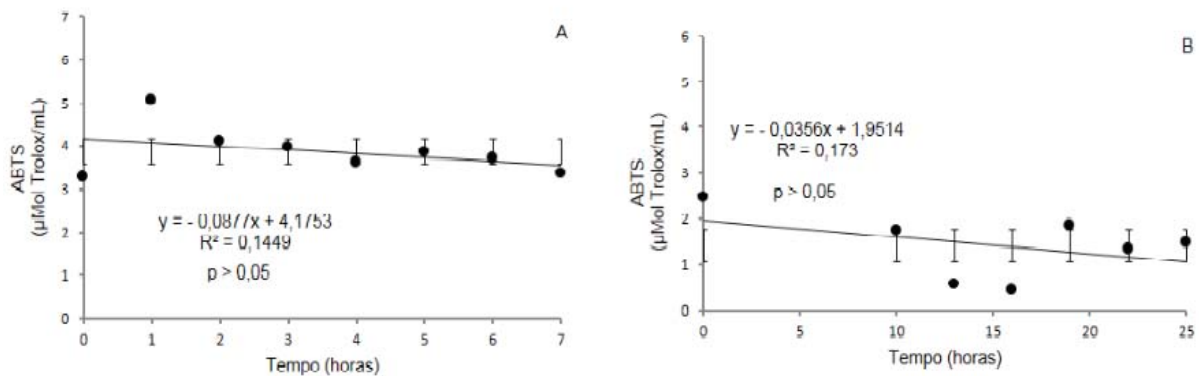 A
7
6
5
4
3
2
1
0
ABTS
(μMol Trolox/mL)
y = - 0,0877x + 4,1753
R² = 0,1449
p > 0,05
0 1 2 3 4 5 6 7
Tempo (horas)
B
6
5
4
3
2
1
0
ABTS
(μMol Trolox/mL)
y = - 0,0356x + 1,9514
R² = 0,173
p > 0,05
0 5 10 15 20 25
Tempo (horas)